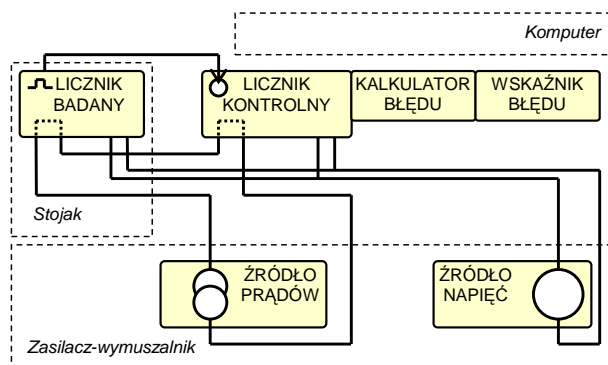 Komputer
LICZNIK
BADANY
LICZNIK
KONTROLNY
KALKULATOR
BŁĘDU
WSKAŹNIK
BŁĘDU
Stojak
ŹRÓDŁO
PRĄDÓW
ŹRÓDŁO
NAPIĘĆ
Zasilacz-wymuszalnik